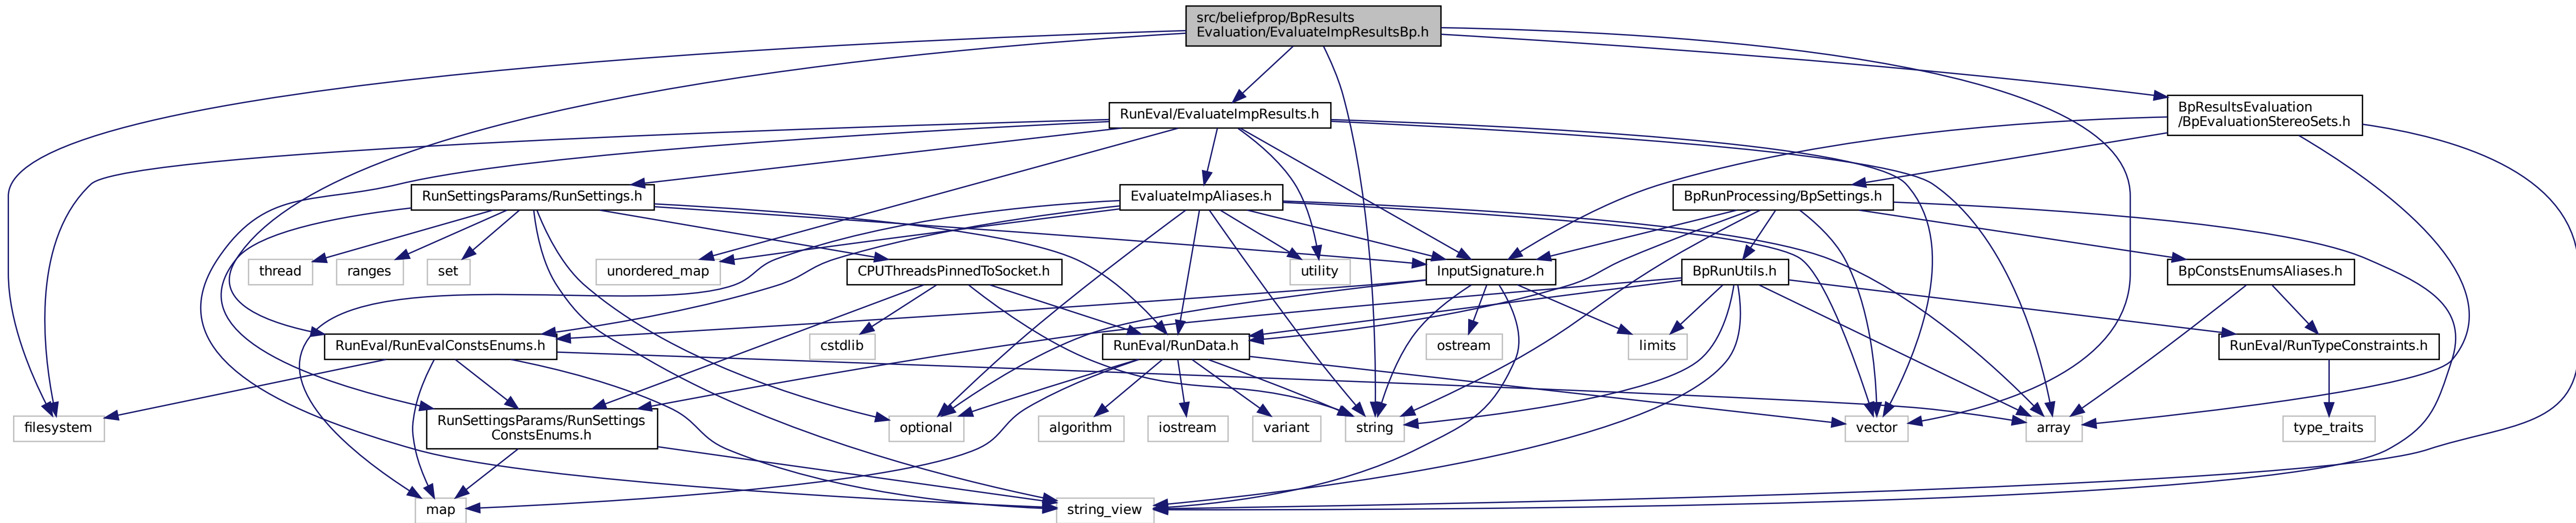 src/beliefprop/BpResults
Evaluation/EvaluateImpResultsBp.h
RunEval/EvaluateImpResults.h
BpResultsEvaluation
/BpEvaluationStereoSets.h
RunSettingsParams/RunSettings.h
EvaluateImpAliases.h
BpRunProcessing/BpSettings.h
thread
ranges
set
unordered_map
CPUThreadsPinnedToSocket.h
utility
InputSignature.h
BpRunUtils.h
BpConstsEnumsAliases.h
RunEval/RunEvalConstsEnums.h
cstdlib
RunEval/RunData.h
ostream
limits
RunEval/RunTypeConstraints.h
filesystem
RunSettingsParams/RunSettings
ConstsEnums.h
optional
algorithm
iostream
variant
string
vector
array
type_traits
map
string_view